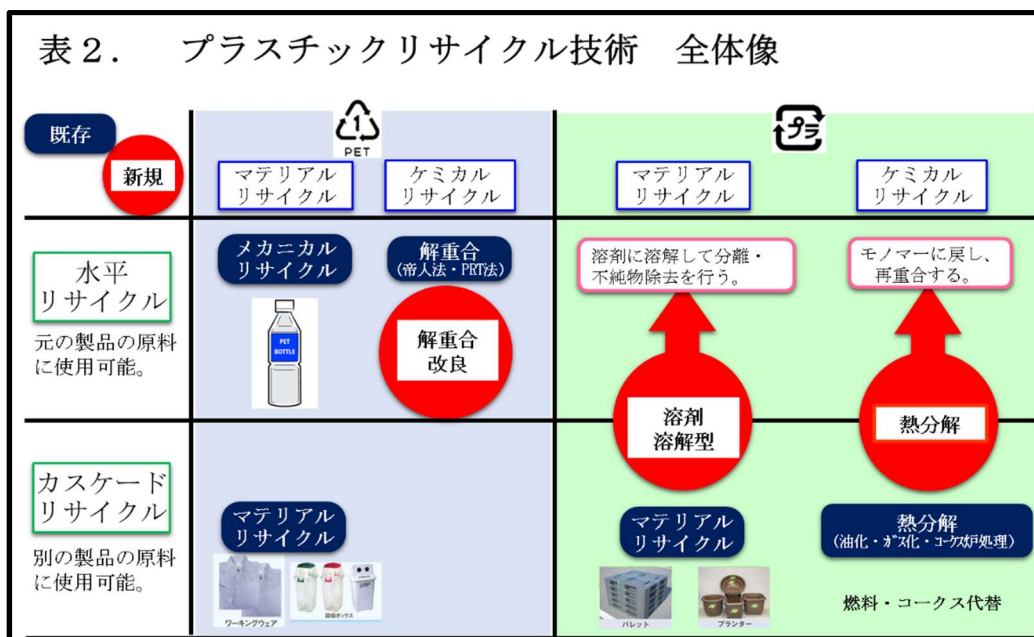 表２．　プラスチックリサイクル技術　全体像
既存
新規
1
PET
プラ
マテリアル
リサイクル
ケミカル
リサイクル
マテリアル
リサイクル
ケミカル
リサイクル
水平
リサイクル
元の製品の原料
に使用可能。
メカニカル
リサイクル
PET
BOTTLE
解重合
(帝人法・PRT法)
解重合
改良
溶剤に溶解して分離・
不純物除去を行う。
モノマーに戻し、
再重合する。
溶剤
溶解型
熱分解
カスケード
リサイクル
別の製品の原料
に使用可能。
マテリアル
リサイクル
ワーキングウェア
回収ボックス
マテリアル
リサイクル
パレット
プランター
熱分解
(油化・ガス化・コークス炉処理)
燃料・コークス代替